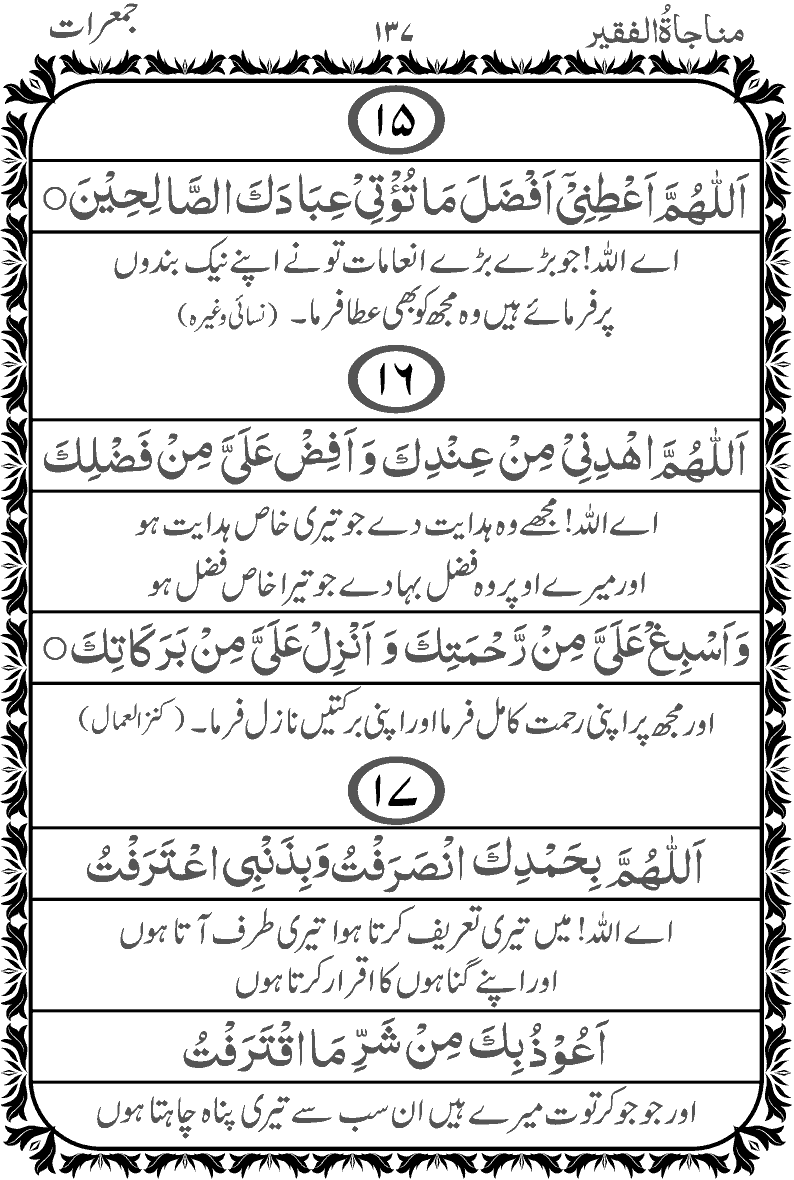 مناجاۃُ الفقیر ۱۳۷ جمعرات
۱۵
اَللّٰهُمَّ اَعْطِنِیْۤ اَفْضَلَ مَا تُؤْتِیْ عِبَادَكَ الصَّالِحِیْنَ ○
اے اللہ! جو بڑے بڑے انعامات تو نے اپنے نیک بندوں
پر فرمائے ہیں وہ مجھ کو بھی عطا فرما۔ (نسائی وغیرہ)
۱۶
اَللّٰهُمَّ اهْدِنِیْ مِنْ عِنْدِكَ وَ اَفِضْ عَلَیَّ مِنْ فَضْلِكَ
اے اللہ! مجھے وہ ہدایت دے جو تیری خاص ہدایت ہو
اور میرے اوپر وہ فضل بہا دے جو تیرا خاص فضل ہو
وَ اَسْبِغْ عَلَیَّ مِنْ رَّحْمَتِكَ وَ اَنْزِلْ عَلَیَّ مِنْ بَرَكَاتِكَ ○
اور مجھ پر اپنی رحمت کامل فرما اور اپنی برکتیں نازل فرما۔ (کنز العمال)
۱۷
اَللّٰهُمَّ بِحَمْدِكَ انْصَرَفْتُ وَبِذَنْبِی اعْتَرَفْتُ
اے اللہ! میں تیری تعریف کرتا ہوا تیری طرف آتا ہوں
اور اپنے گناہوں کا اقرار کرتا ہوں
اَعُوْذُ بِكَ مِنْ شَرِّ مَا اقْتَرَفْتُ
اور جو جو کرتوت میرے ہیں ان سب سے تیری پناہ چاہتا ہوں